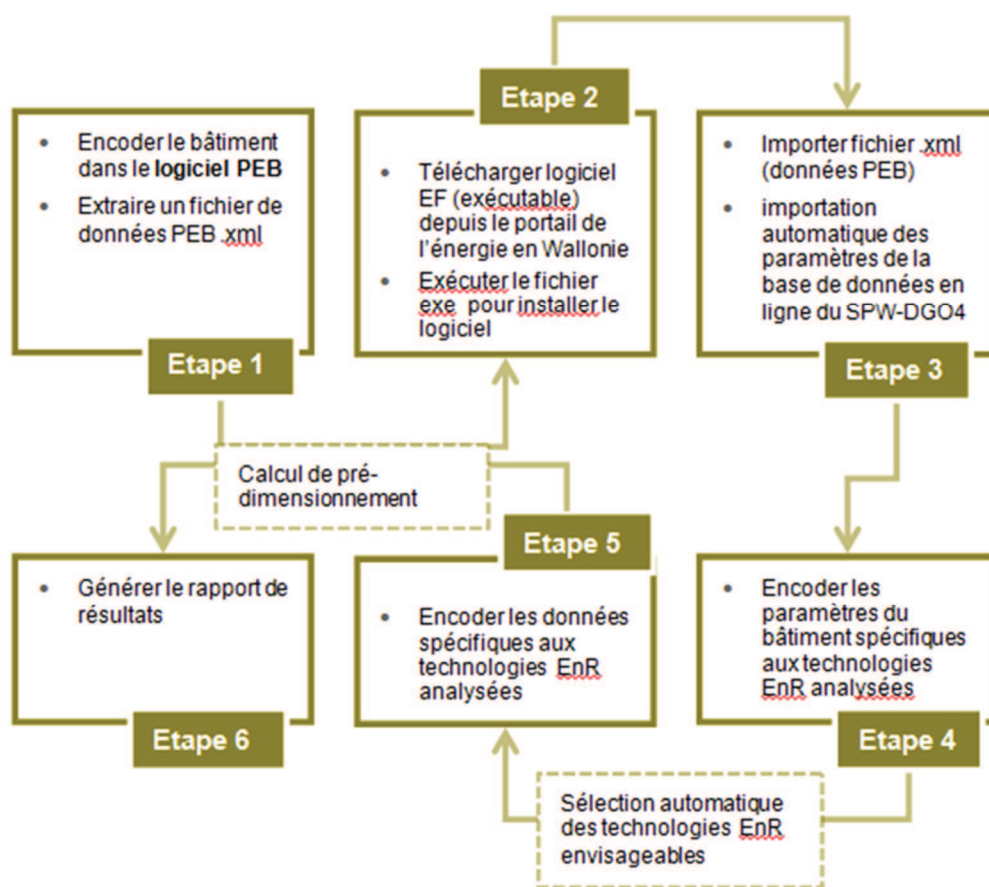 Etape 1
• Encoder le bâtiment
dans le logiciel PEB
• Extraire un fichier de
données PEB .xml
Etape 2
• Télécharger logiciel
EF (exécutable)
depuis le portail de
l'énergie en Wallonie
• Exécuter le fichier
exe pour installer le
logiciel
• Importer fichier .xml
(données PEB)
• importation
automatique des
paramètres de la
base de données en
ligne du SPW-DGO4
Etape 3
• Encoder les
paramètres du
bâtiment spécifiques
aux technologies
EnR analysées
Etape 4
Sélection automatique
des technologies EnR
envisageables
Etape 5
• Encoder les données
spécifiques aux
technologies EnR
analysées
Calcul de pré-
dimensionnement
• Générer le rapport de
résultats
Etape 6